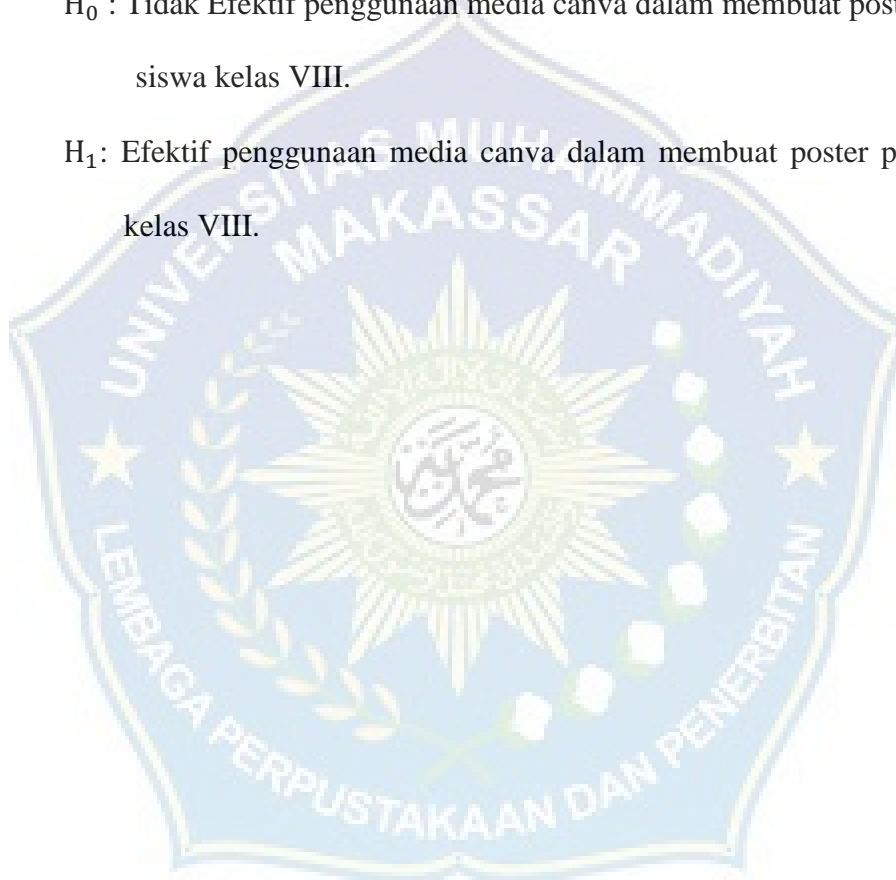 H₀ : Tidak Efektif penggunaan media canva dalam membuat
siswa kelas VIII.
H₁: Efektif penggunaan media canva dalam membuat poster
kelas VIII.
UNIVERSITAS MUHAMMADIYAH
MAKASSAR
LEMBAGA PERPUSTAKAAN DAN PENERBITAN